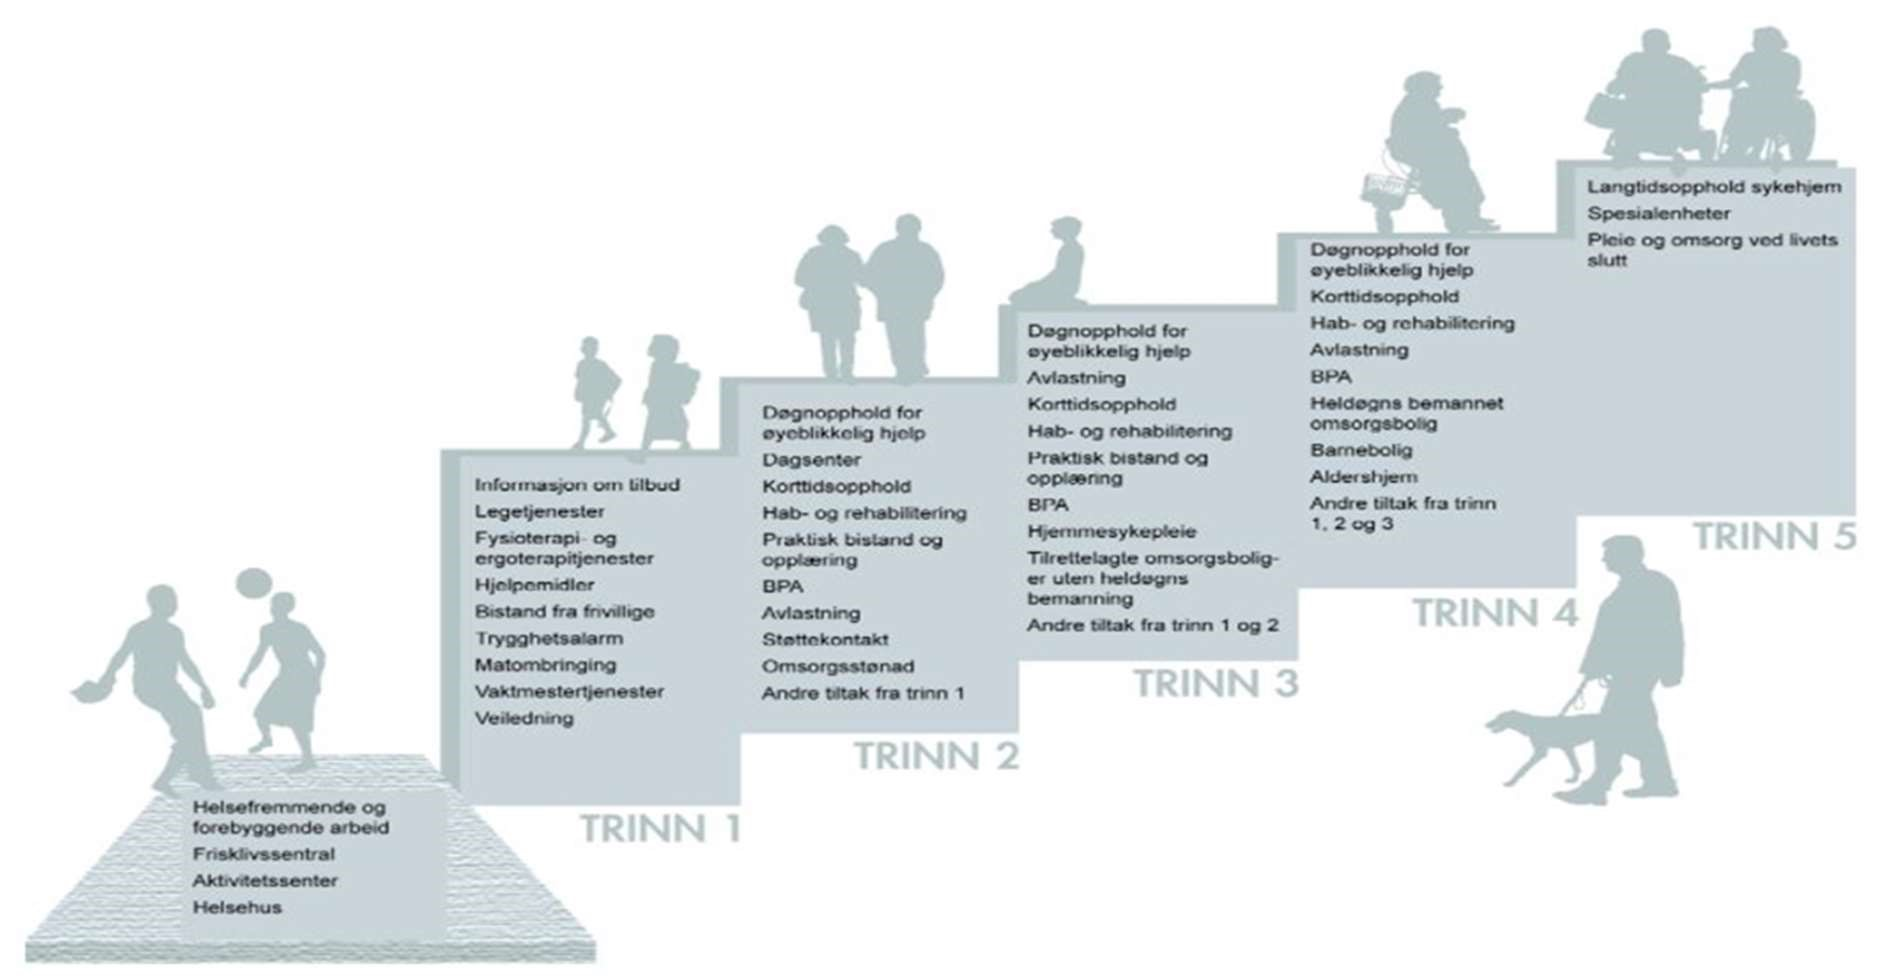 Helsefremmende og
forebyggende arbeid
Frisklivssentral
Aktivitetssenter
Helsehus
Informasjon om tilbud
Legetjenester
Fysioterapi- og
ergoterapitjenester
Hjelpemidler
Bistand fra frivillige
Trygghetsalarm
Matombringing
Vaktmestertjenester
Veiledning
TRINN 1
Døgnopphold for
øyeblikkelig hjelp
Dagsenter
Korttidsopphold
Hab- og rehabilitering
Praktisk bistand og
opplæring
BPA
Avlastning
Støttekontakt
Omsorgsstønad
Andre tiltak fra trinn 1
TRINN 2
Døgnopphold for
øyeblikkelig hjelp
Avlastning
Korttidsopphold
Hab- og rehabilitering
Praktisk bistand og
opplæring
BPA
Hjemmesykepleie
Tilrettelagte omsorgsbolig-
er uten heldøgns
bemanning
Andre tiltak fra trinn 1 og 2
TRINN 3
Døgnopphold for
øyeblikkelig hjelp
Korttidsopphold
Hab- og rehabilitering
Avlastning
BPA
Heldøgns bemannet
omsorgsbolig
Barnebolig
Aldershjem
Andre tiltak fra trinn
1, 2 og 3
TRINN 4
Langtidsopphold sykehjem
Spesialenheter
Pleie og omsorg ved livets
slutt
TRINN 5